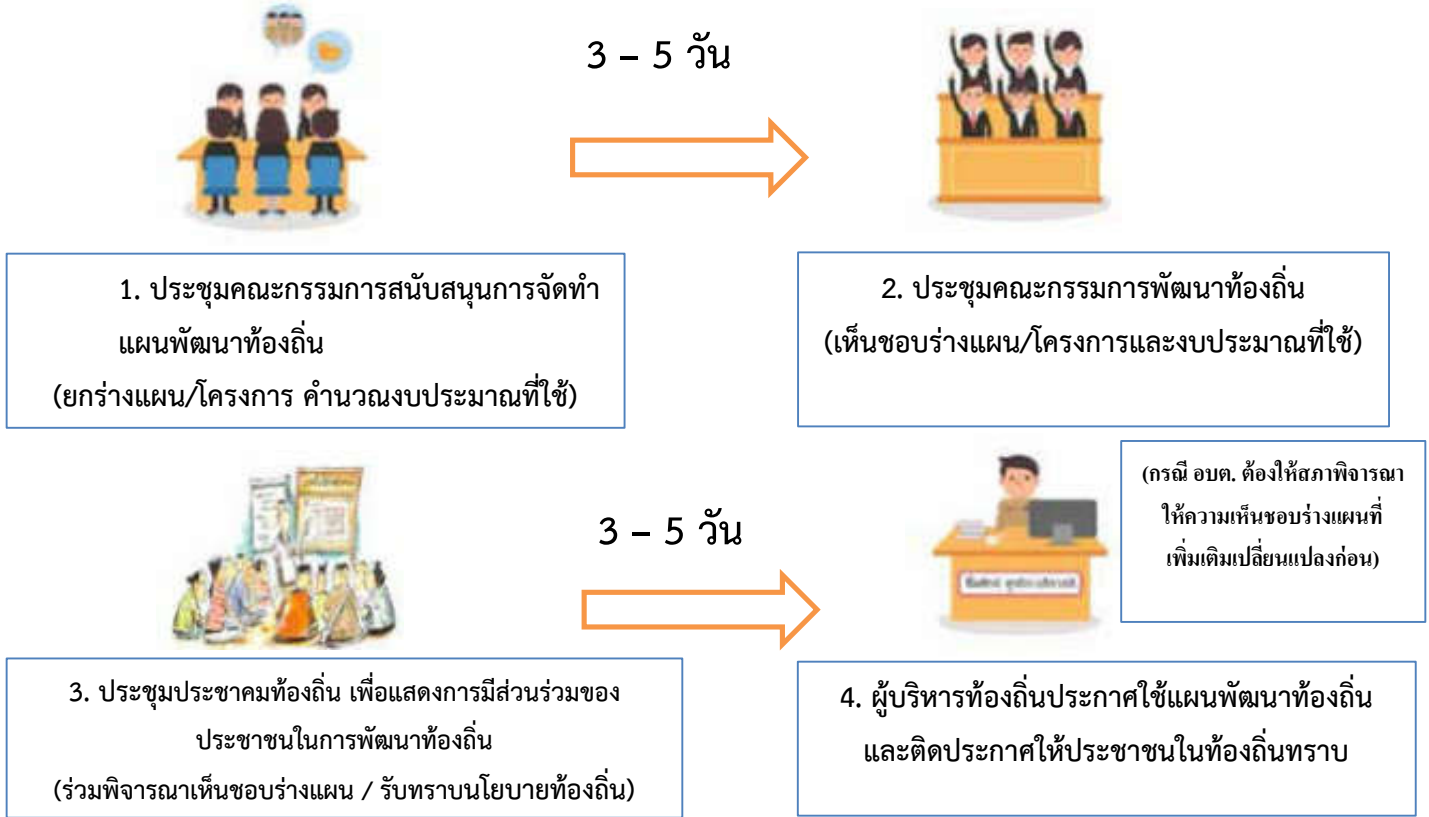 3 – 5 วัน
1. ประชุมคณะกรรมการสนับสนุนการจัดทำ
แผนพัฒนาท้องถิ่น
(ยกร่างแผน/โครงการ คำนวณงบประมาณที่ใช้)
2. ประชุมคณะกรรมการพัฒนาท้องถิ่น
(เห็นชอบร่างแผน/โครงการและงบประมาณที่ใช้)
3 – 5 วัน
(กรณี อบต. ต้องให้สภาพิจารณา
ให้ความเห็นชอบร่างแผนที่
เพิ่มเติมเปลี่ยนแปลงก่อน)
3. ประชุมประชาคมท้องถิ่น เพื่อแสดงการมีส่วนร่วมของ
ประชาชนในการพัฒนาท้องถิ่น
(ร่วมพิจารณาเห็นชอบร่างแผน / รับทราบนโยบายท้องถิ่น)
4. ผู้บริหารท้องถิ่นประกาศใช้แผนพัฒนาท้องถิ่น
และติดประกาศให้ประชาชนในท้องถิ่นทราบ